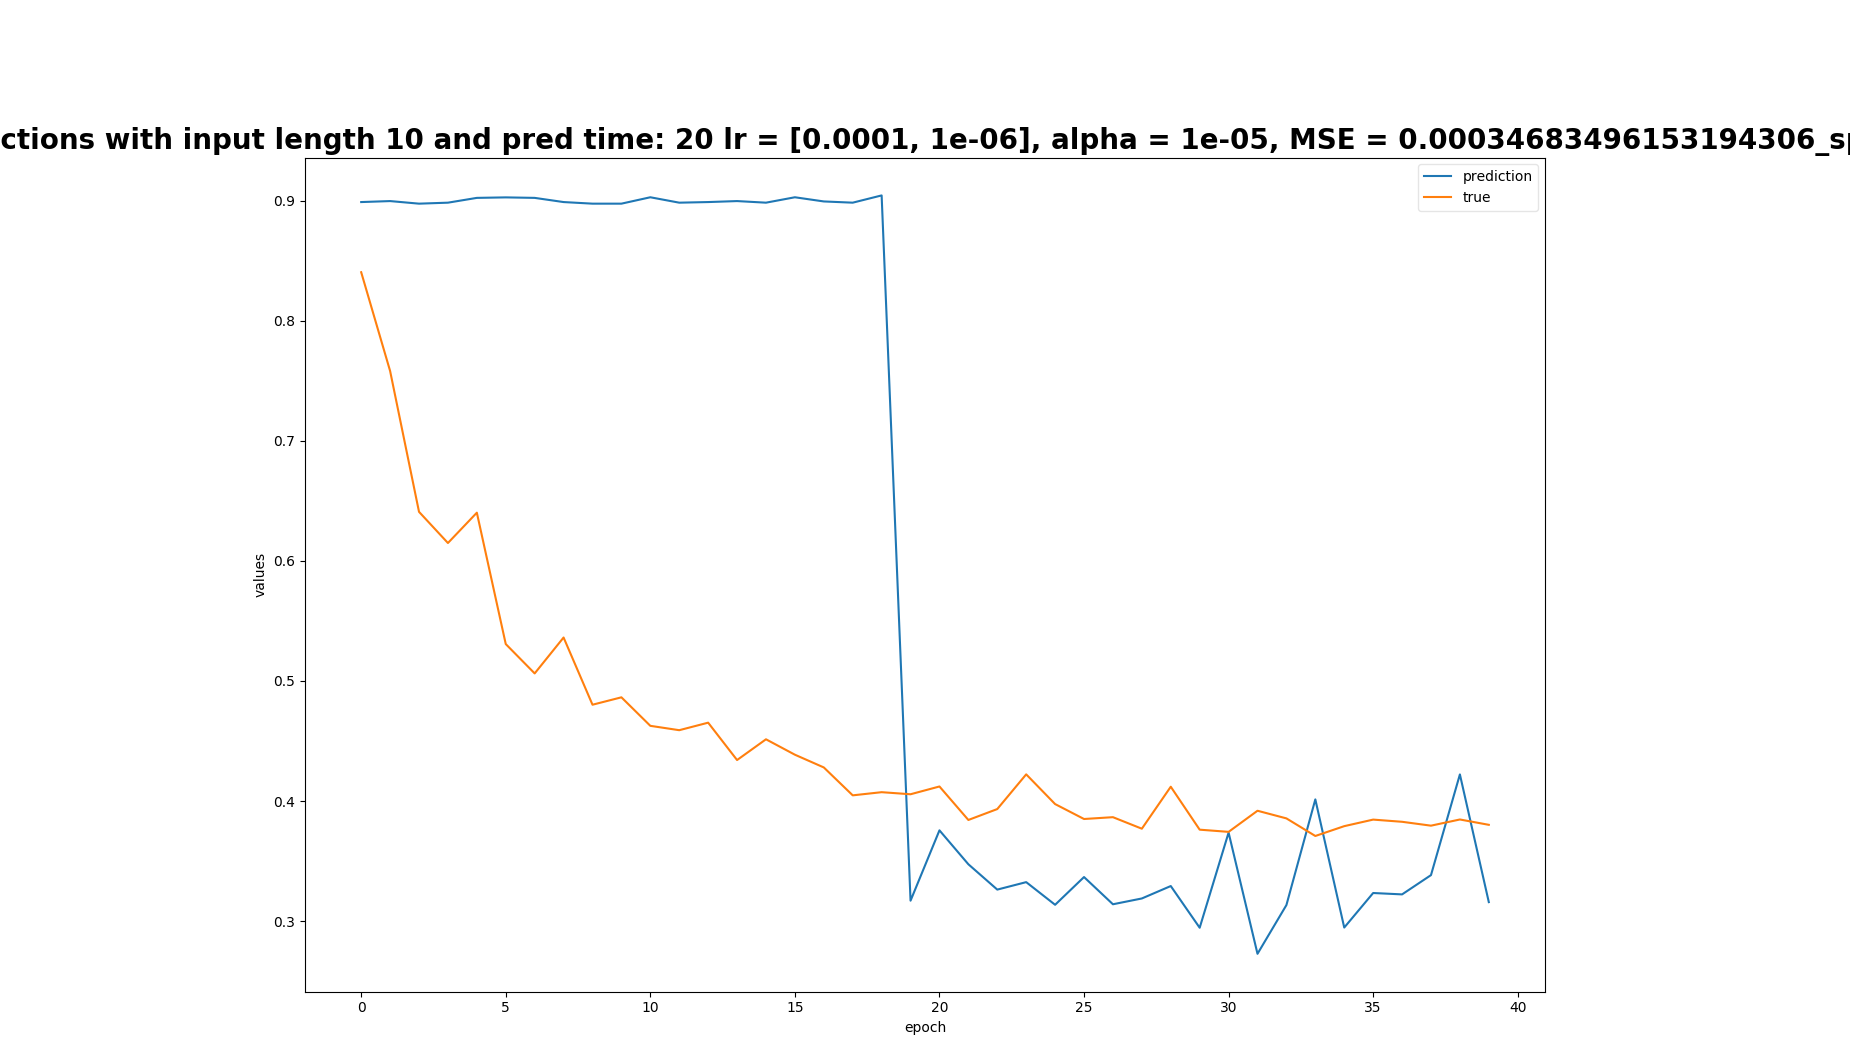 ctions with input length 10 and pred time: 20 lr = [0.0001, 1e-06], alpha = 1e-05, MSE = 0.00034683496153194306_sp
prediction
true
0.9
0.8
0.7
0.6
0.5
0.4
0.3
values
0 5 10 15 20 25 30 35 40
epoch